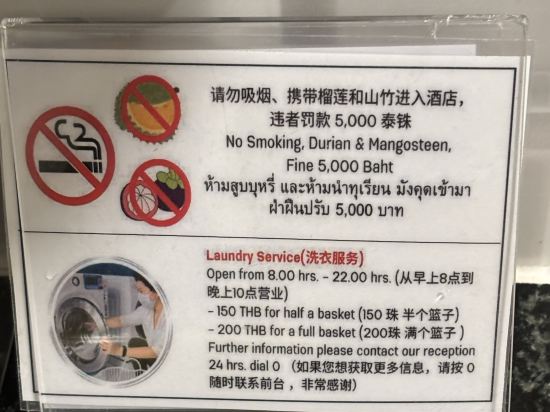 请勿吸烟、携带榴莲和山竹进入酒店，
违者罚款 5,000 泰铢
No Smoking, Durian & Mangosteen,
Fine 5,000 Baht
ห้ามสูบบุหรี่ และห้ามนำทุเรียน มังคุดเข้ามา
ฝ่าฝืนปรับ 5,000 บาท
Laundry Service(洗衣服务)
Open from 8.00 hrs. - 22.00 hrs. (从早上8点到
晚上10点营业)
- 150 THB for half a basket (150 珠 半个篮子)
- 200 THB for a full basket (200珠 满个篮子 )
Further information please contact our reception
24 hrs. dial 0 （如果您想获取更多信息，请按 0
随时联系前台 ，非常感谢)